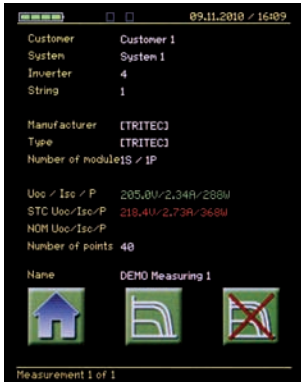 09.11.2010 / 16:09
Customer Customer 1
System System 1
Inverter 4
String 1
Manufacturer [TRITEC]
Type [TRITEC]
Number of module1S / 1P
Uoc / Isc / P 205.0V/2.34A/288W
STC Uoc/Isc/P 218.4V/2.73A/368W
NOM Uoc/Isc/P
Number of points 40
Name DEMO Measuring 1
Measurement 1 of 1